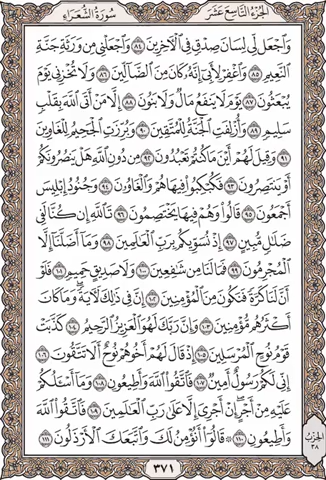 الجزء التاسع عشر
سورة الشعراء
وَاجْعَل لِّي لِسَانَ صِدْقٍ فِي الْآخِرِينَ ٨٤ وَاجْعَلْنِي مِن وَرَثَةِ جَنَّةِ
النَّعِيمِ ٨٥ وَاغْفِرْ لِأَبِي إِنَّهُ كَانَ مِنَ الضَّالِّينَ ٨٦ وَلَا تُخْزِنِي يَوْمَ
يُبْعَثُونَ ٨٧ يَوْمَ لَا يَنفَعُ مَالٌ وَلَا بَنُونَ ٨٨ إِلَّا مَنْ أَتَى اللَّهَ بِقَلْبٍ
سَلِيمٍ ٨٩ وَأُزْلِفَتِ الْجَنَّةُ لِلْمُتَّقِينَ ٩٠ وَبُرِّزَتِ الْجَحِيمُ لِلْغَاوِينَ
٩١ وَقِيلَ لَهُمْ أَيْنَ مَا كُنتُمْ تَعْبُدُونَ ٩٢ مِن دُونِ اللَّهِ هَلْ يَنصُرُونَكُمْ
أَوْ يَنتَصِرُونَ ٩٣ فَكُبْكِبُوا فِيهَا هُمْ وَالْغَاوُونَ ٩٤ وَجُنُودُ إِبْلِيسَ
أَجْمَعُونَ ٩٥ قَالُوا وَهُمْ فِيهَا يَخْتَصِمُونَ ٩٦ تَاللَّهِ إِن كُنَّا لَفِي
ضَلَالٍ مُّبِينٍ ٩٧ إِذْ نُسَوِّيكُم بِرَبِّ الْعَالَمِينَ ٩٨ وَمَا أَضَلَّنَا إِلَّا
الْمُجْرِمُونَ ٩٩ فَمَا لَنَا مِن شَافِعِينَ ١٠٠ وَلَا صَدِيقٍ حَمِيمٍ ١٠١ فَلَوْ
أَنَّ لَنَا كَرَّةً فَنَكُونَ مِنَ الْمُؤْمِنِينَ ١٠٢ إِنَّ فِي ذَلِكَ لَآيَةً وَمَا كَانَ
أَكْثَرُهُم مُّؤْمِنِينَ ١٠٣ وَإِنَّ رَبَّكَ لَهُوَ الْعَزِيزُ الرَّحِيمُ ١٠٤ كَذَّبَتْ
قَوْمُ نُوحٍ الْمُرْسَلِينَ ١٠٥ إِذْ قَالَ لَهُمْ أَخُوهُمْ نُوحٌ أَلَا تَتَّقُونَ ١٠٦
إِنِّي لَكُمْ رَسُولٌ أَمِينٌ ١٠٧ فَاتَّقُوا اللَّهَ وَأَطِيعُونِ ١٠٨ وَمَا أَسْأَلُكُمْ
عَلَيْهِ مِنْ أَجْرٍ إِنْ أَجْرِيَ إِلَّا عَلَى رَبِّ الْعَالَمِينَ ١٠٩ فَاتَّقُوا اللَّهَ
وَأَطِيعُونِ ١١٠ ۞ قَالُوا أَنُؤْمِنُ لَكَ وَاتَّبَعَكَ الْأَرْذَلُونَ ١١١
الحزب
٣٨
٣٧١